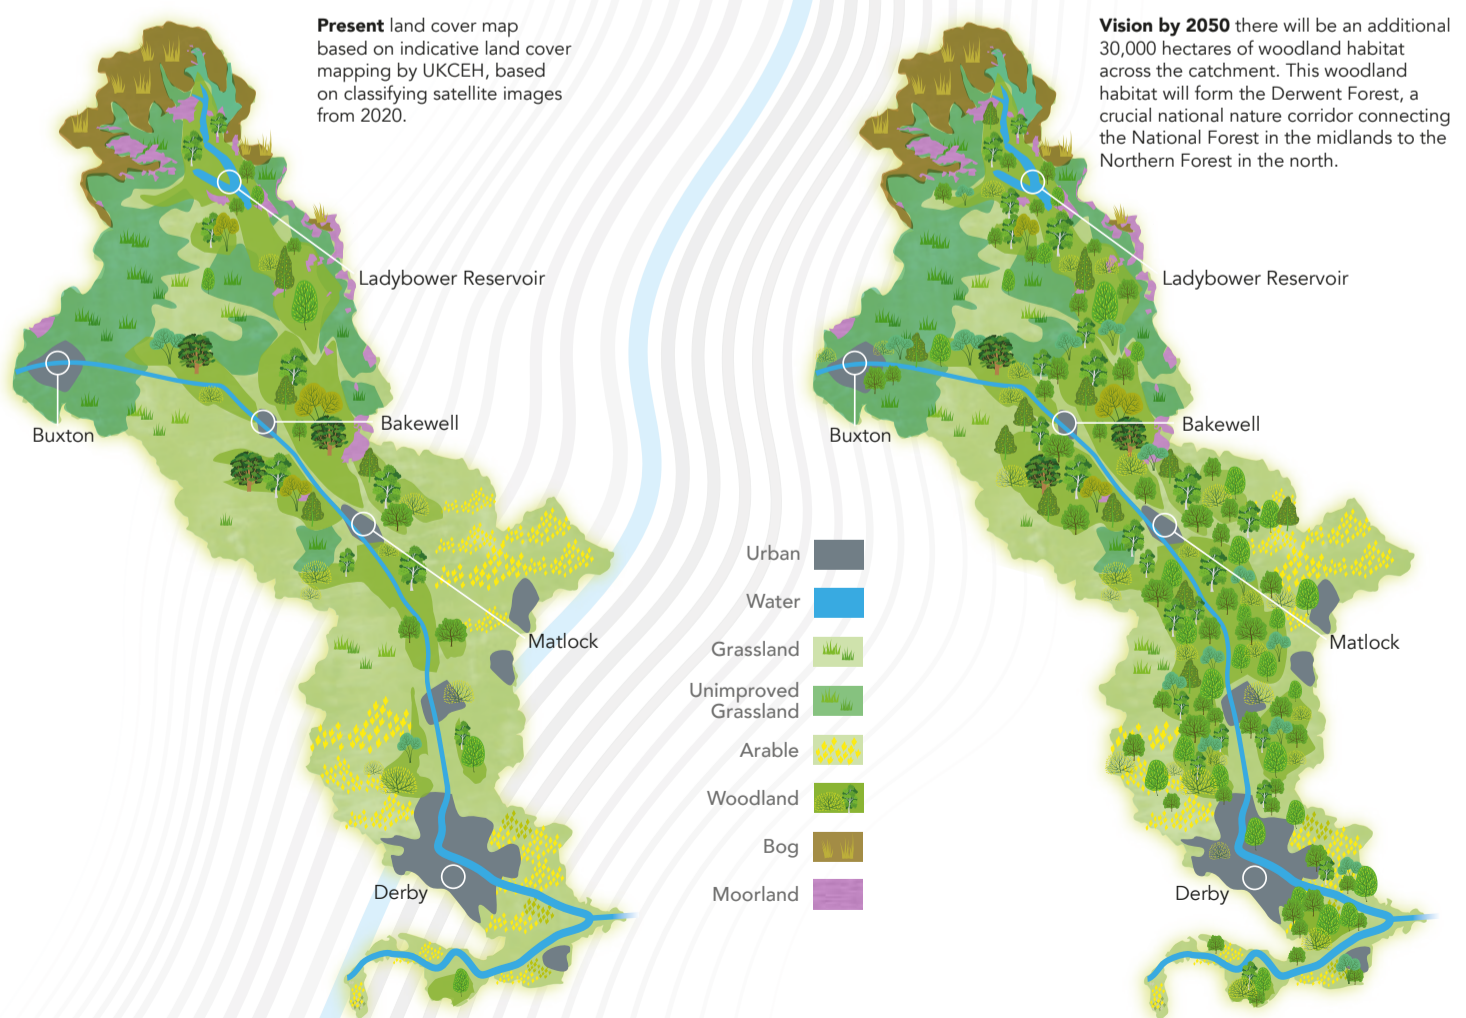 Present land cover map
based on indicative land cover
mapping by UKCEH, based
on classifying satellite images
from 2020.
Ladybower Reservoir
Buxton
Bakewell
Matlock
Derby
Urban
Water
Grassland
Unimproved
Grassland
Arable
Woodland
Bog
Moorland
Vision by 2050 there will be an additional
30,000 hectares of woodland habitat
across the catchment. This woodland
habitat will form the Derwent Forest, a
crucial national nature corridor connecting
the National Forest in the midlands to the
Northern Forest in the north.
Ladybower Reservoir
Buxton
Bakewell
Matlock
Derby